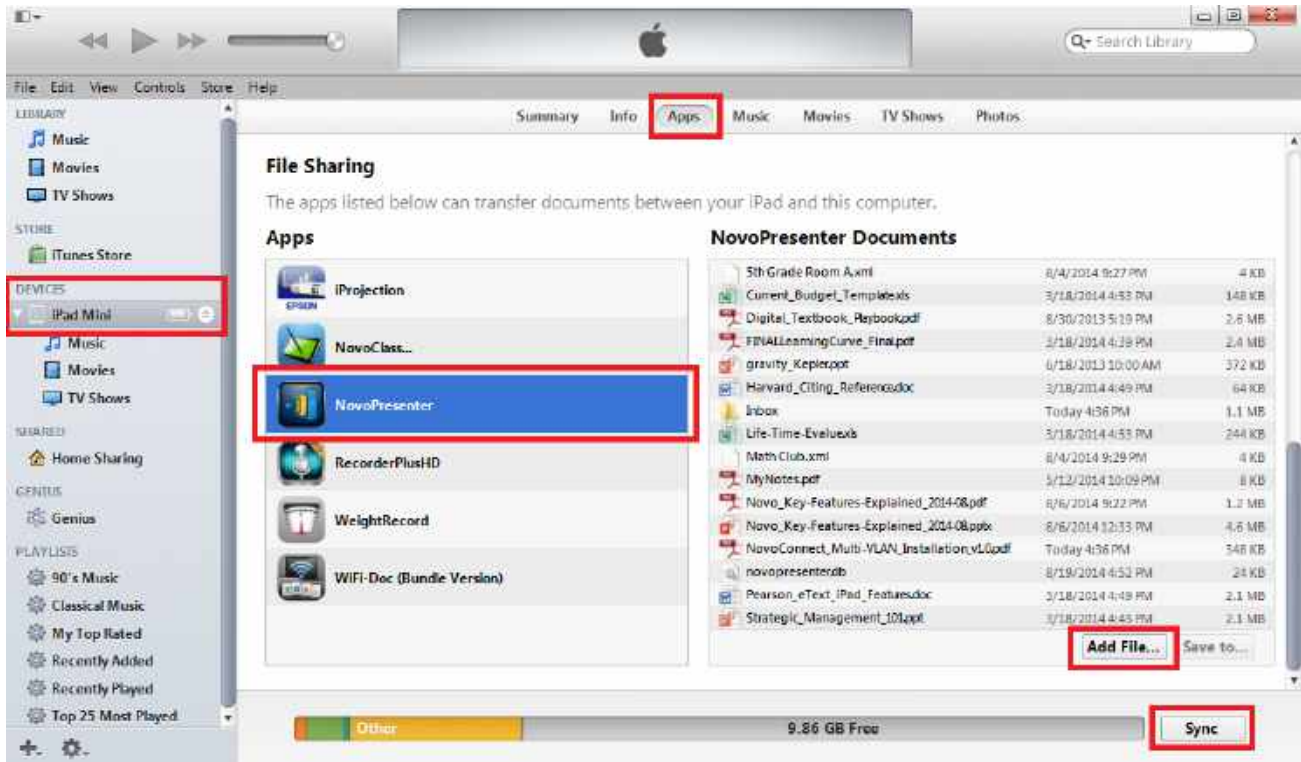 Search Library
File Edit View Controls Store Help
LIBRARY
Music
Movies
TV Shows
STORE
iTunes Store
DEVICES
iPad Mini
Music
Movies
TV Shows
SHARED
Home Sharing
GENIUS
Genius
PLAYLISTS
90's Music
Classical Music
My Top Rated
Recently Added
Recently Played
Top 25 Most Played
Summary Info Apps Music Movies TV Shows Photos
File Sharing
The apps listed below can transfer documents between your iPad and this computer.
Apps
EPSON
iProjection
NovoClass...
NovoPresenter
RecorderPlusHD
WeightRecord
WiFi-Doc (Bundle Version)
NovoPresenter Documents
5th Grade Room A.xml 8/4/2014 9:27 PM 4 KB
Current_Budget_Template.xls 3/18/2014 4:53 PM 148 KB
Digital_Textbook_Playbook.pdf 8/30/2013 5:19 PM 2.6 MB
FINALLearningCurve_Final.pdf 3/18/2014 4:39 PM 2.4 MB
gravity_Kepler.ppt 6/18/2013 10:00 AM 372 KB
Harvard_Citing_Reference.doc 3/18/2014 4:49 PM 64 KB
Inbox Today 4:36 PM 1.1 MB
Life-Time-Evalue.xls 3/18/2014 4:53 PM 244 KB
Math Club.xml 8/4/2014 9:29 PM 4 KB
MyNotes.pdf 5/12/2014 10:09 PM 8 KB
Novo_Key-Features-Explained_2014-08.pdf 8/6/2014 9:22 PM 1.2 MB
Novo_Key-Features-Explained_2014-08.pptx 8/6/2014 12:33 PM 4.6 MB
NovoConnect_Multi-VLAN_Installation_v1.0.pdf Today 4:36 PM 348 KB
novopresenter.db 8/19/2014 4:52 PM 24 KB
Pearson_eText_iPad_Features.doc 3/18/2014 4:49 PM 2.1 MB
Strategic_Management_101.ppt 3/18/2014 4:45 PM 2.1 MB
Add File... Save to...
Other 9.86 GB Free Sync